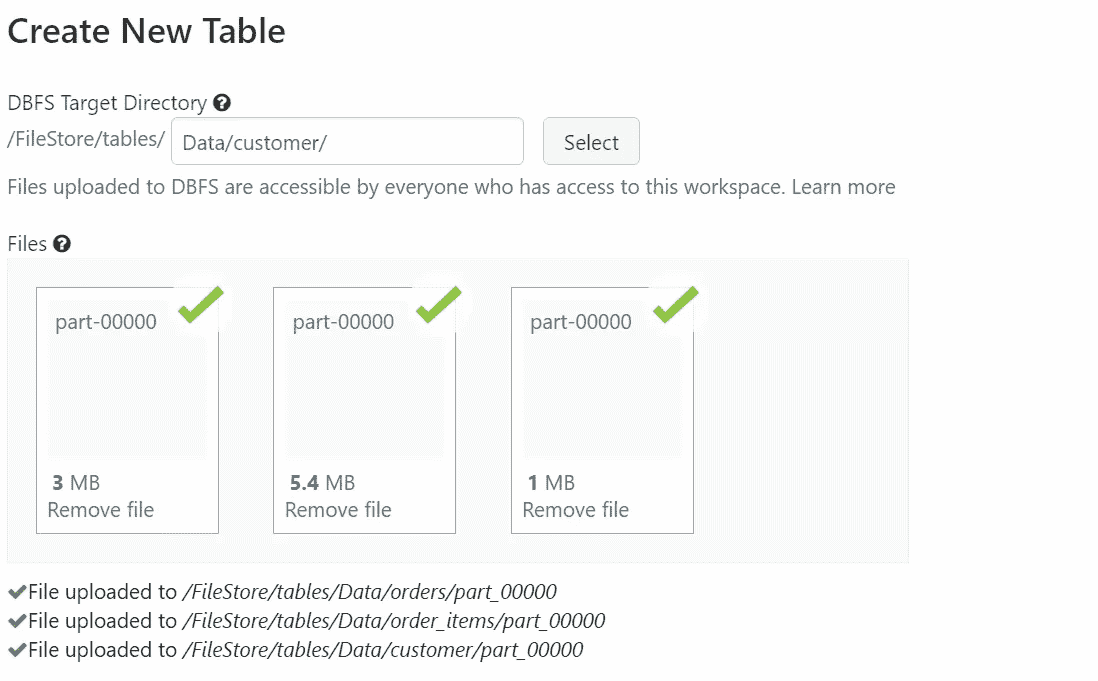 Create New Table
DBFS Target Directory ?
/FileStore/tables/ Data/customer/ Select
Files uploaded to DBFS are accessible by everyone who has access to this workspace. Learn more
Files ?
part-00000 part-00000 part-00000
3 MB 5.4 MB 1 MB
Remove file Remove file Remove file
File uploaded to /FileStore/tables/Data/orders/part_00000
File uploaded to /FileStore/tables/Data/order_items/part_00000
File uploaded to /FileStore/tables/Data/customer/part_00000